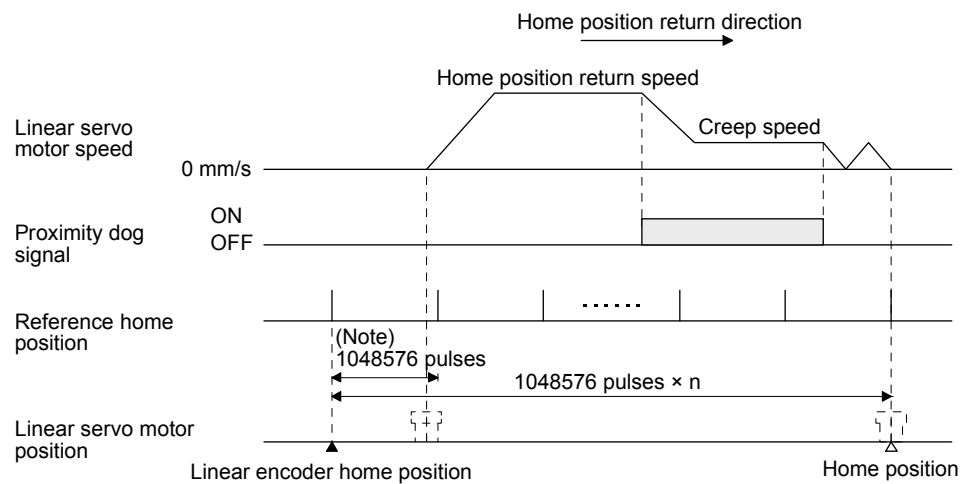 Home position return direction
Home position return speed
Linear servo
motor speed
Creep speed
0 mm/s
ON
Proximity dog
signal
OFF
Reference home
position
(Note)
1048576 pulses
1048576 pulses × n
Linear servo motor
position
Linear encoder home position
Home position